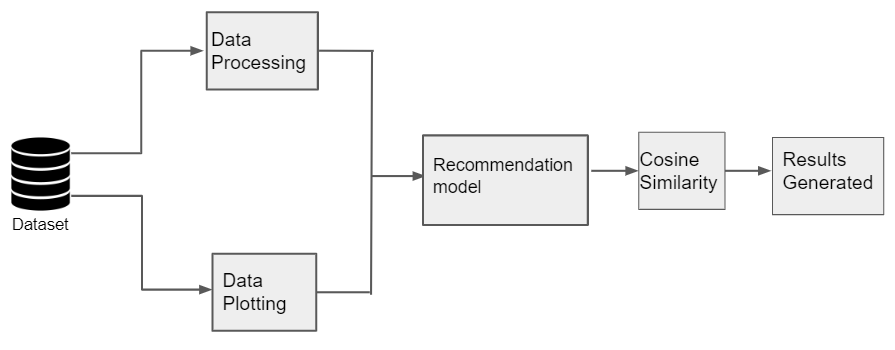 Data
Processing
Dataset
Data
Plotting
Recommendation
model
Cosine
Similarity
Results
Generated